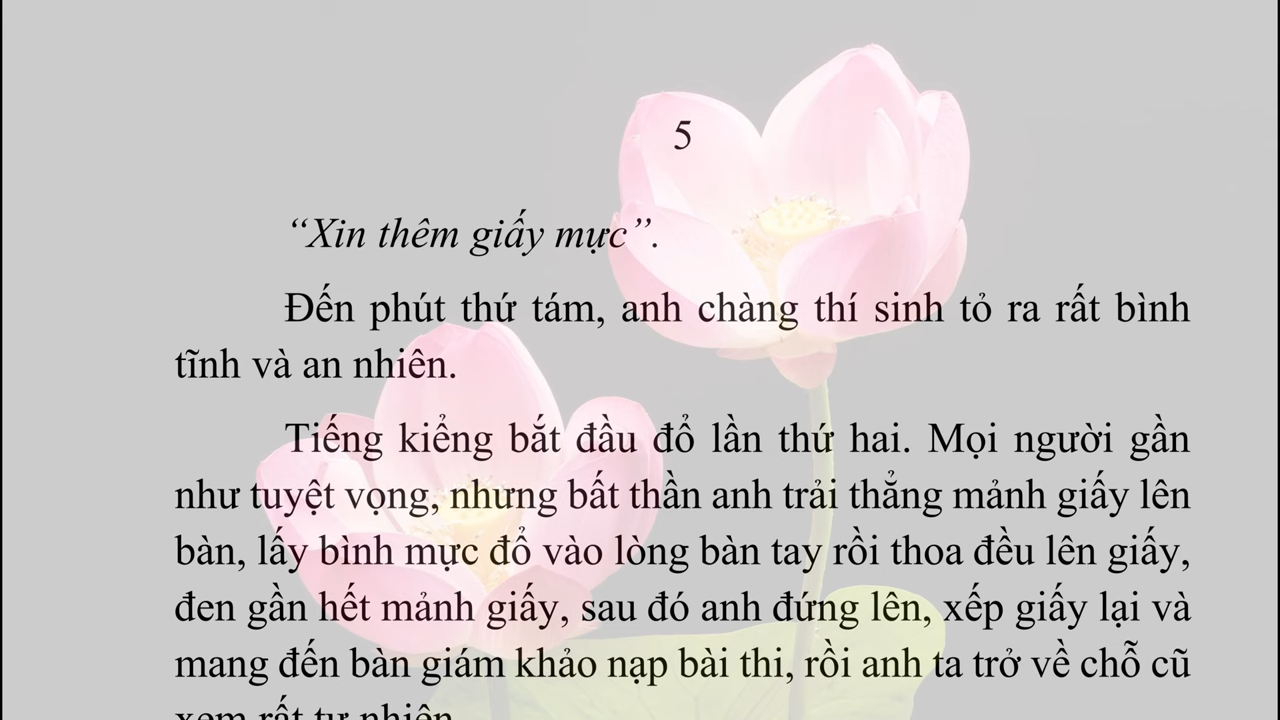 5
“Xin thêm giấy mực”.
Đến phút thứ tám, anh chàng thí sinh tỏ ra rất bình
tĩnh và an nhiên.
Tiếng kiểng bắt đầu đổ lần thứ hai. Mọi người gần
như tuyệt vọng, nhưng bất thần anh trải thẳng mảnh giấy lên
bàn, lấy bình mực đổ vào lòng bàn tay rồi thoa đều lên giấy,
đen gần hết mảnh giấy, sau đó anh đứng lên, xếp giấy lại và
mang đến bàn giám khảo nạp bài thi, rồi anh ta trở về chỗ cũ
xem rất tự nhiên.